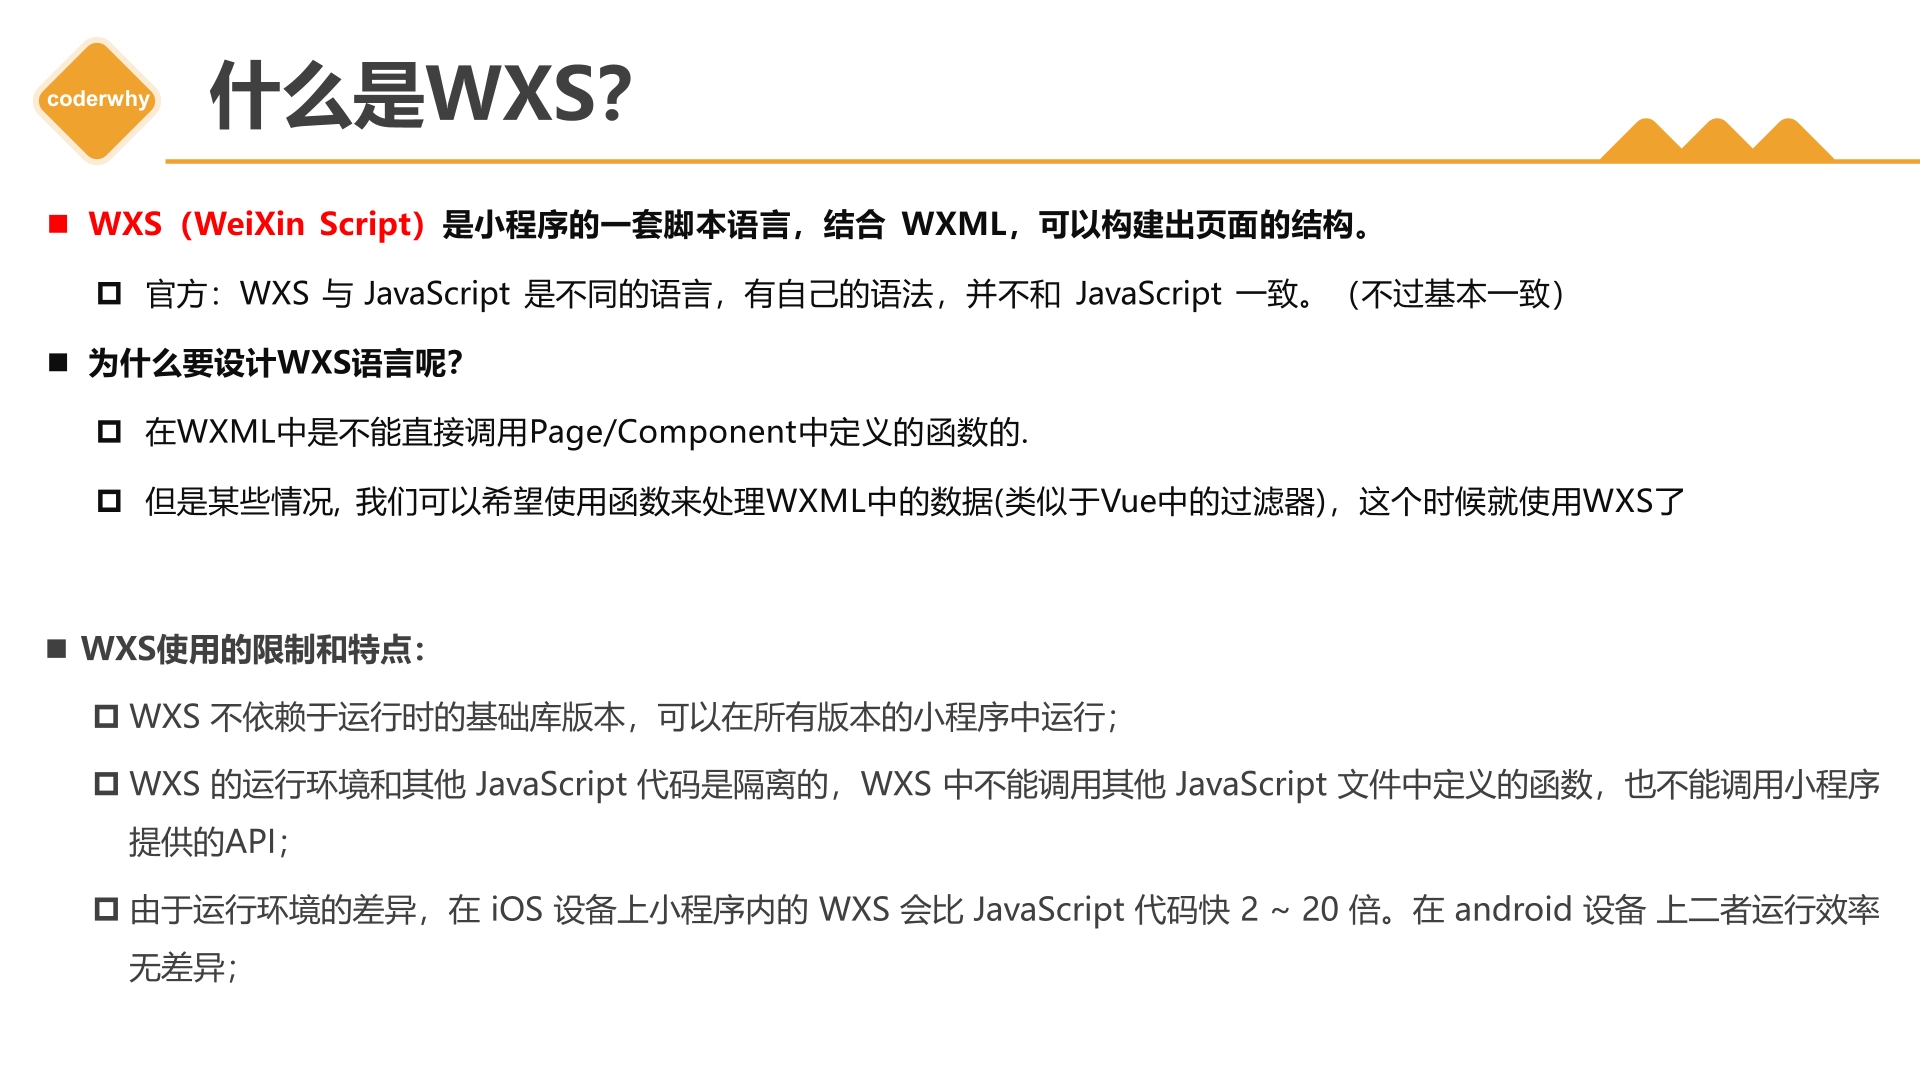 coderwhy
什么是WXS？
WXS（WeiXin Script）是小程序的一套脚本语言，结合 WXML，可以构建出页面的结构。
官方：WXS 与 JavaScript 是不同的语言，有自己的语法，并不和 JavaScript 一致。（不过基本一致）
为什么要设计WXS语言呢？
在WXML中是不能直接调用Page/Component中定义的函数的.
但是某些情况, 我们可以希望使用函数来处理WXML中的数据(类似于Vue中的过滤器)，这个时候就使用WXS了
WXS使用的限制和特点：
WXS 不依赖于运行时的基础库版本，可以在所有版本的小程序中运行；
WXS 的运行环境和其他 JavaScript 代码是隔离的，WXS 中不能调用其他 JavaScript 文件中定义的函数，也不能调用小程序
提供的API；
由于运行环境的差异，在 iOS 设备上小程序内的 WXS 会比 JavaScript 代码快 2 ~ 20 倍。在 android 设备 上二者运行效率
无差异；